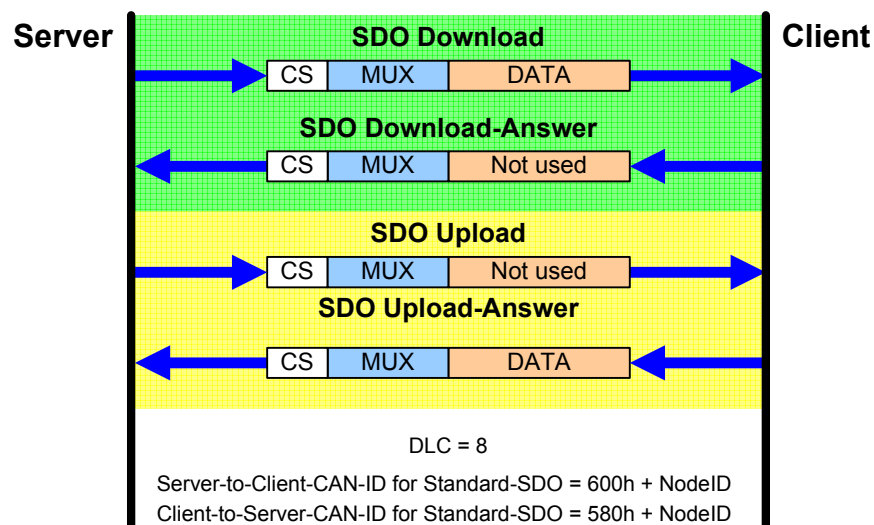 Server
Client
SDO Download
CS MUX DATA
SDO Download-Answer
CS MUX Not used
SDO Upload
CS MUX Not used
SDO Upload-Answer
CS MUX DATA
DLC = 8
Server-to-Client-CAN-ID for Standard-SDO = 600h + NodeID
Client-to-Server-CAN-ID for Standard-SDO = 580h + NodeID